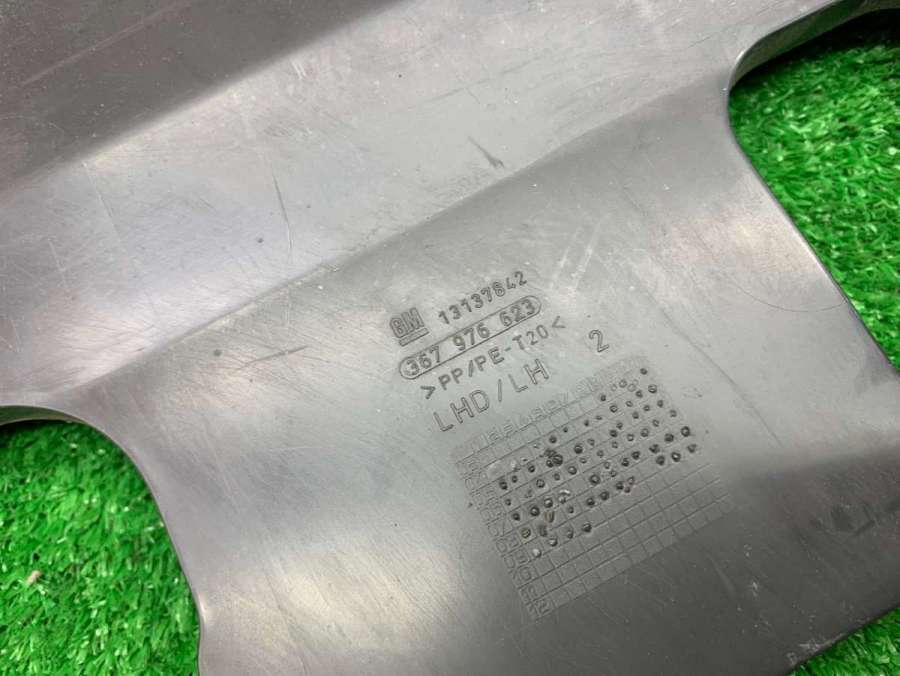 GM 13137842
367 976 623
>PP/PE-T20<
LHD/LH 2